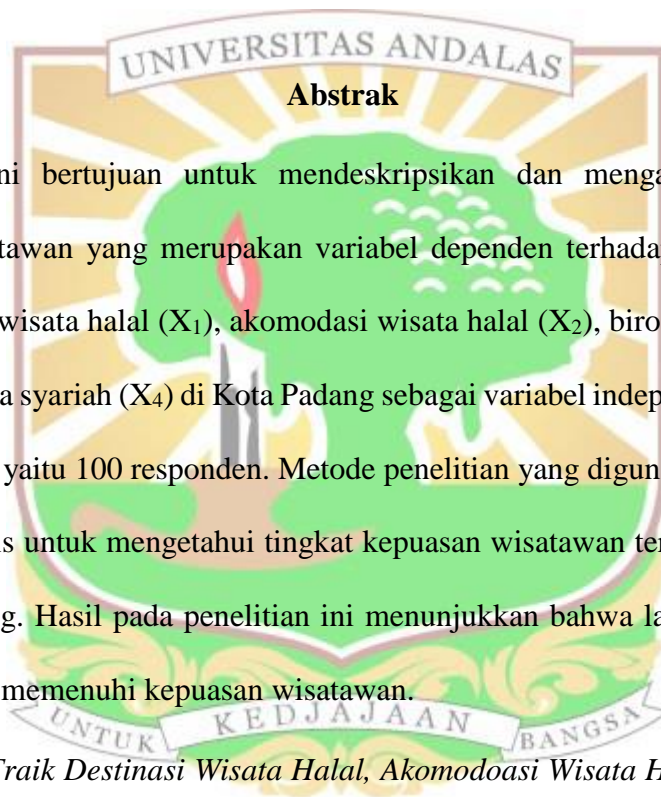 UNIVERSITAS ANDALAS
Abstrak
ni bertujuan untuk mendeskripsikan dan menga
tawan yang merupakan variabel dependen terhada
wisata halal (X₁), akomodasi wisata halal (X₂), biro
a syariah (X₄) di Kota Padang sebagai variabel indep
yaitu 100 responden. Metode penelitian yang digun
is untuk mengetahui tingkat kepuasan wisatawan ter
g. Hasil pada penelitian ini menunjukkan bahwa la
memenuhi kepuasan wisatawan.
UNTUK KEDJAJAAN BANGSA
Traik Destinasi Wisata Halal, Akomodoasi Wisata H